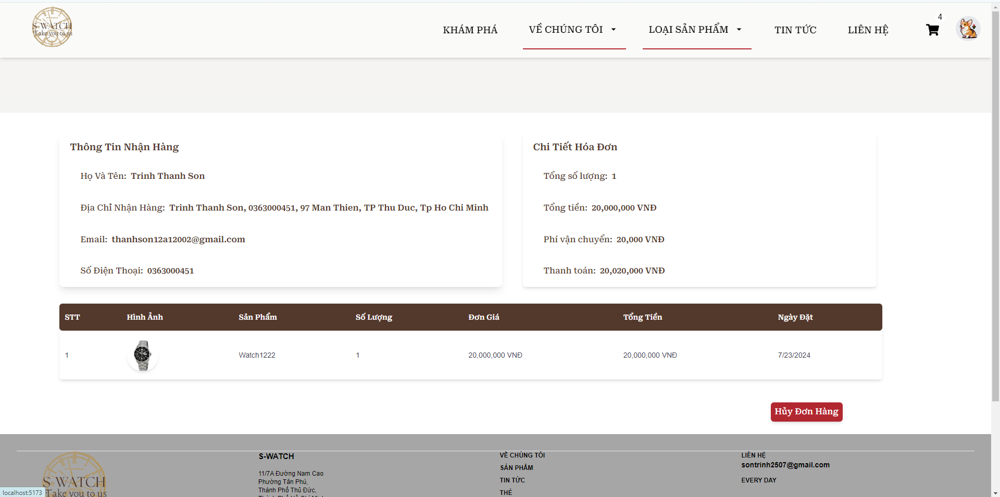 S-WATCH
Take you to us
KHÁM PHÁ
VỀ CHÚNG TÔI
LOẠI SẢN PHẨM
TIN TỨC
LIÊN HỆ
4
Thông Tin Nhận Hàng
Họ Và Tên: Trinh Thanh Son
Địa Chỉ Nhận Hàng: Trinh Thanh Son, 0363000451, 97 Man Thien, TP Thu Duc, Tp Ho Chi Minh
Email: thanhson12a12002@gmail.com
Số Điện Thoại: 0363000451
Chi Tiết Hóa Đơn
Tổng số lượng: 1
Tổng tiền: 20,000,000 VNĐ
Phí vận chuyển: 20,000 VNĐ
Thanh toán: 20,020,000 VNĐ
STT Hình Ảnh Sản Phẩm Số Lượng Đơn Giá Tổng Tiền Ngày Đặt
1 Watch1222 1 20,000,000 VNĐ 20,000,000 VNĐ 7/23/2024
Hủy Đơn Hàng
S-WATCH
Take you to us
S-WATCH
11/7A Đường Nam Cao
Phường Tân Phú,
Thành Phố Thủ Đức,
Thành Phố Hồ Chí Minh
VỀ CHÚNG TÔI
SẢN PHẨM
TIN TỨC
THẺ
LIÊN HỆ
sontrinh2507@gmail.com
EVERY DAY
localhost:5173